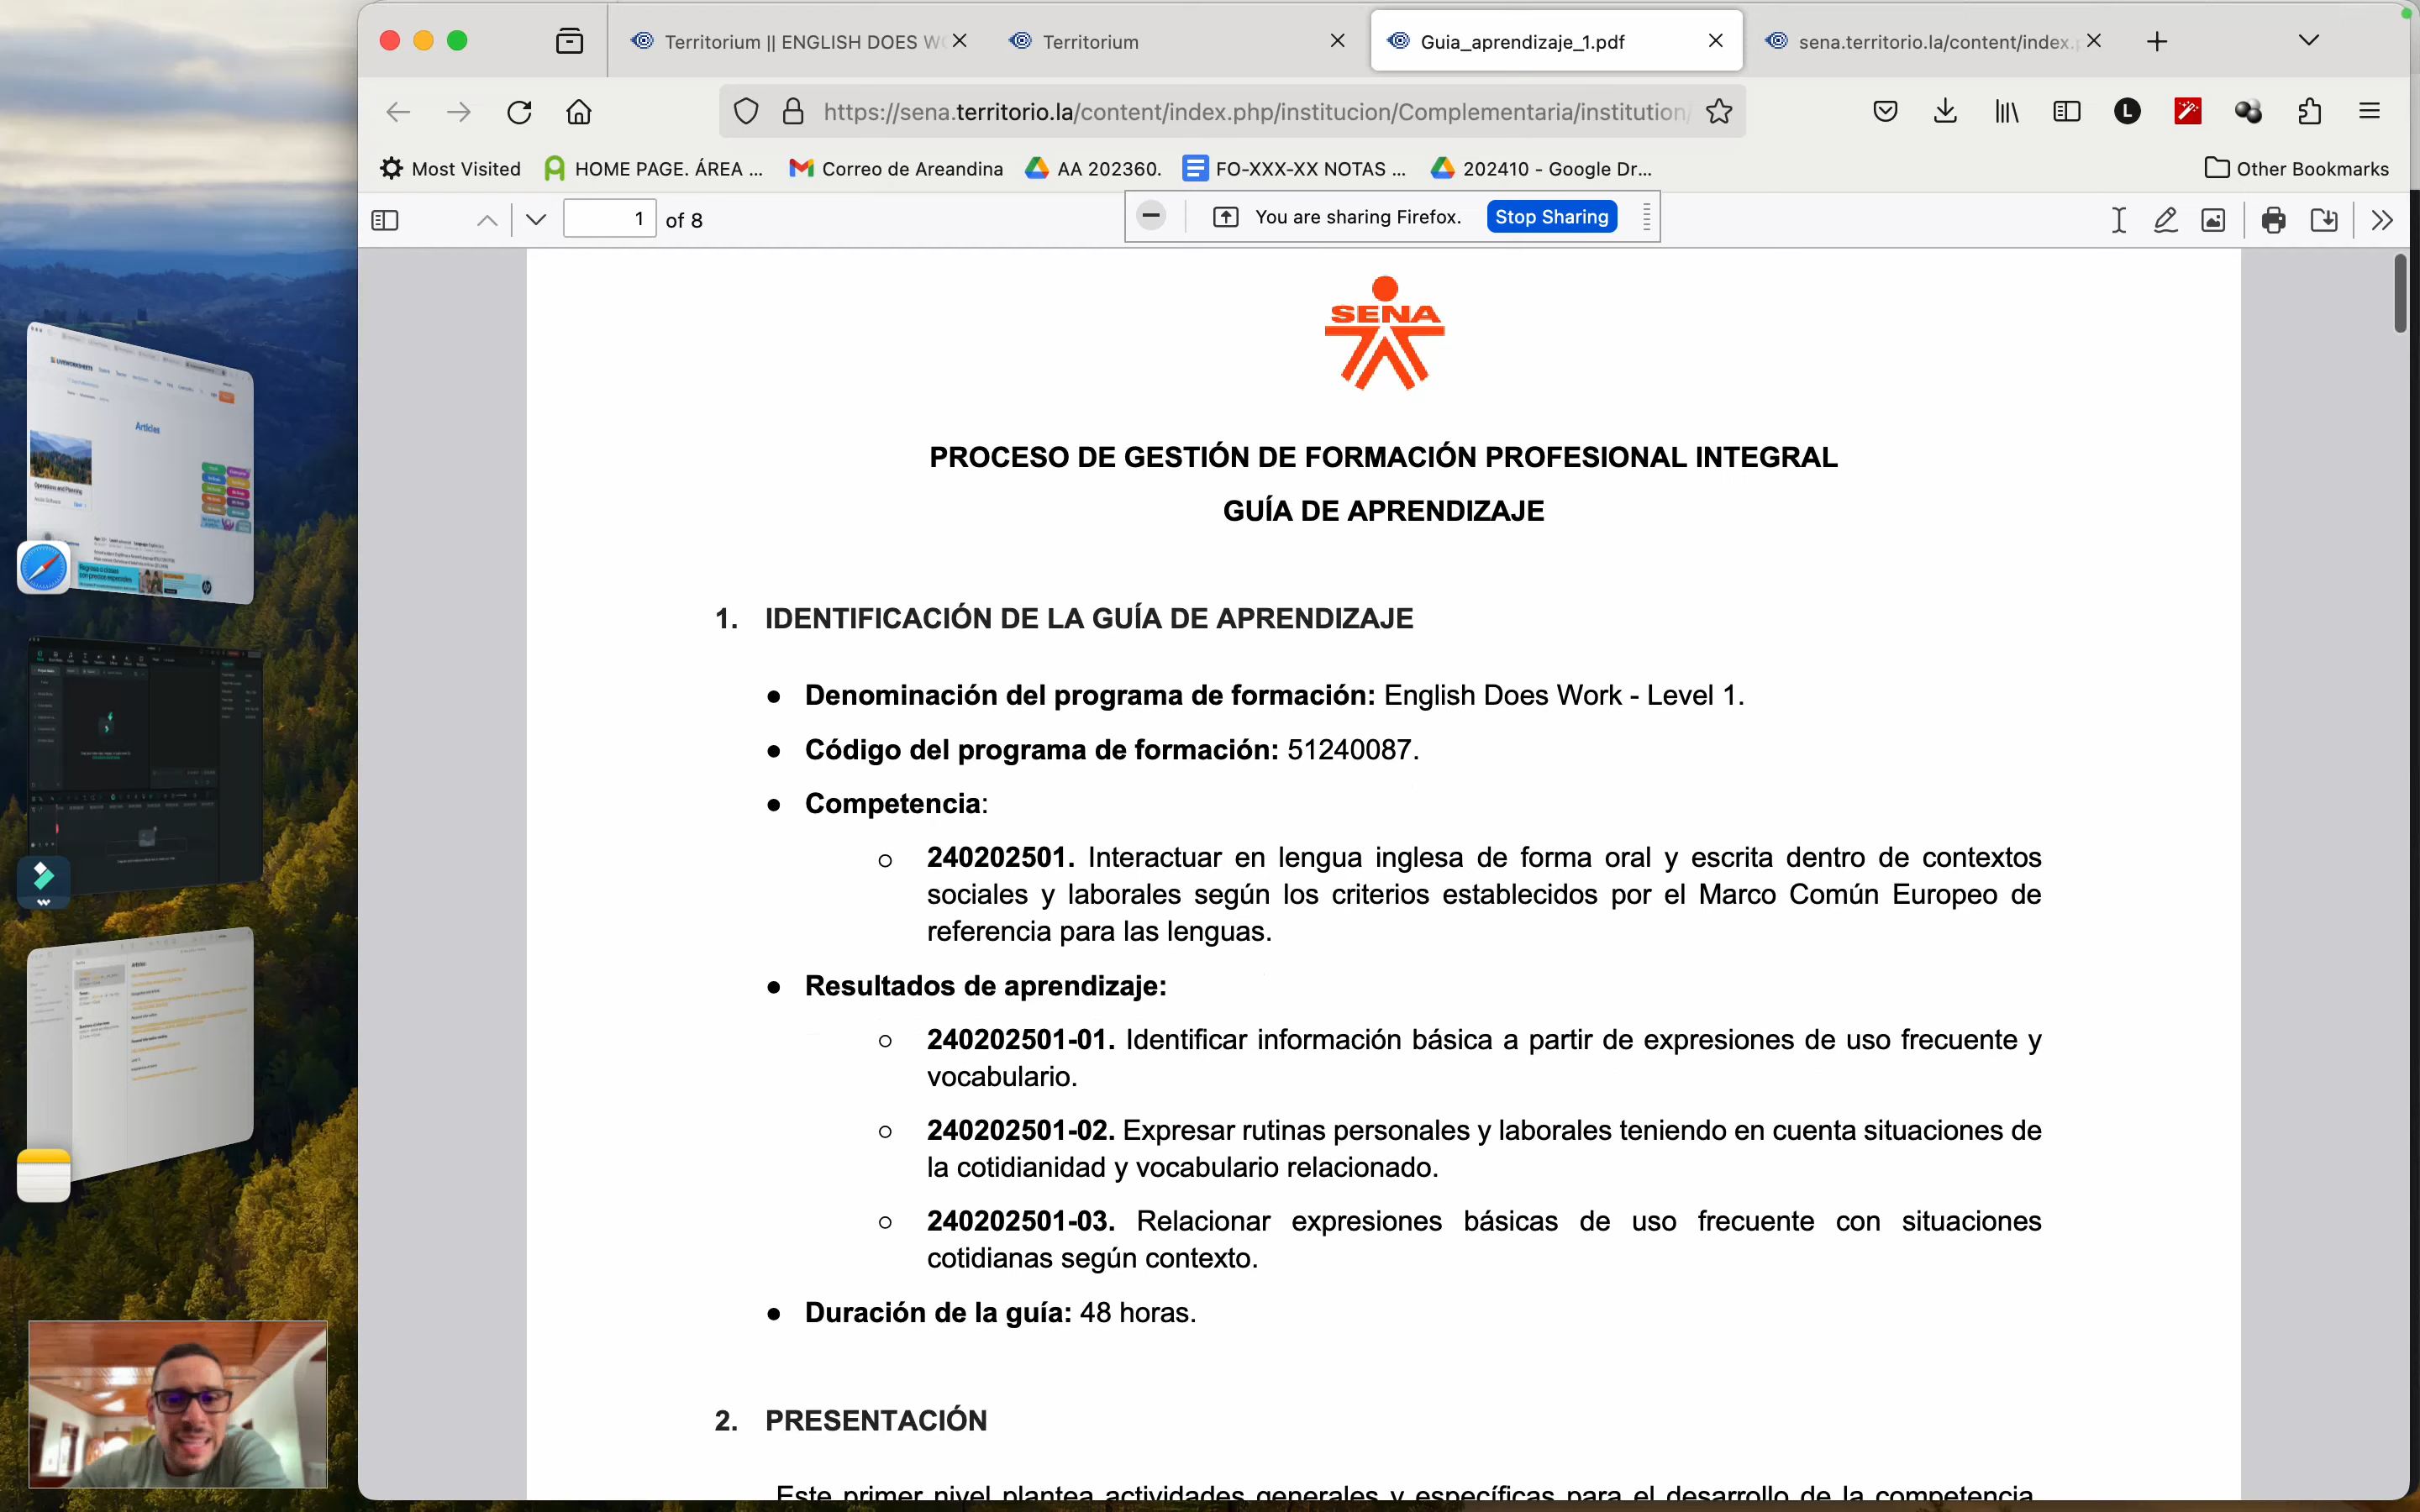 Territorium || ENGLISH DOES WO
Territorium
Guia_aprendizaje_1.pdf
sena.territorio.la/content/index.p
https://sena.territorio.la/content/index.php/institucion/Complementaria/institution/
L
Most Visited
HOME PAGE. ÁREA ...
Correo de Areandina
AA 202360.
FO-XXX-XX NOTAS ...
202410 - Google Dr...
Other Bookmarks
1 of 8
You are sharing Firefox.
Stop Sharing
SENA
PROCESO DE GESTIÓN DE FORMACIÓN PROFESIONAL INTEGRAL
GUÍA DE APRENDIZAJE
1. IDENTIFICACIÓN DE LA GUÍA DE APRENDIZAJE
● Denominación del programa de formación: English Does Work - Level 1.
● Código del programa de formación: 51240087.
● Competencia:
○ 240202501. Interactuar en lengua inglesa de forma oral y escrita dentro de contextos
sociales y laborales según los criterios establecidos por el Marco Común Europeo de
referencia para las lenguas.
● Resultados de aprendizaje:
○ 240202501-01. Identificar información básica a partir de expresiones de uso frecuente y
vocabulario.
○ 240202501-02. Expresar rutinas personales y laborales teniendo en cuenta situaciones de
la cotidianidad y vocabulario relacionado.
○ 240202501-03. Relacionar expresiones básicas de uso frecuente con situaciones
cotidianas según contexto.
● Duración de la guía: 48 horas.
2. PRESENTACIÓN
Este primer nivel plantea actividades generales y específicas para el desarrollo de la competencia
LIVEWORKSHEETS
Articles
Operations and Planning